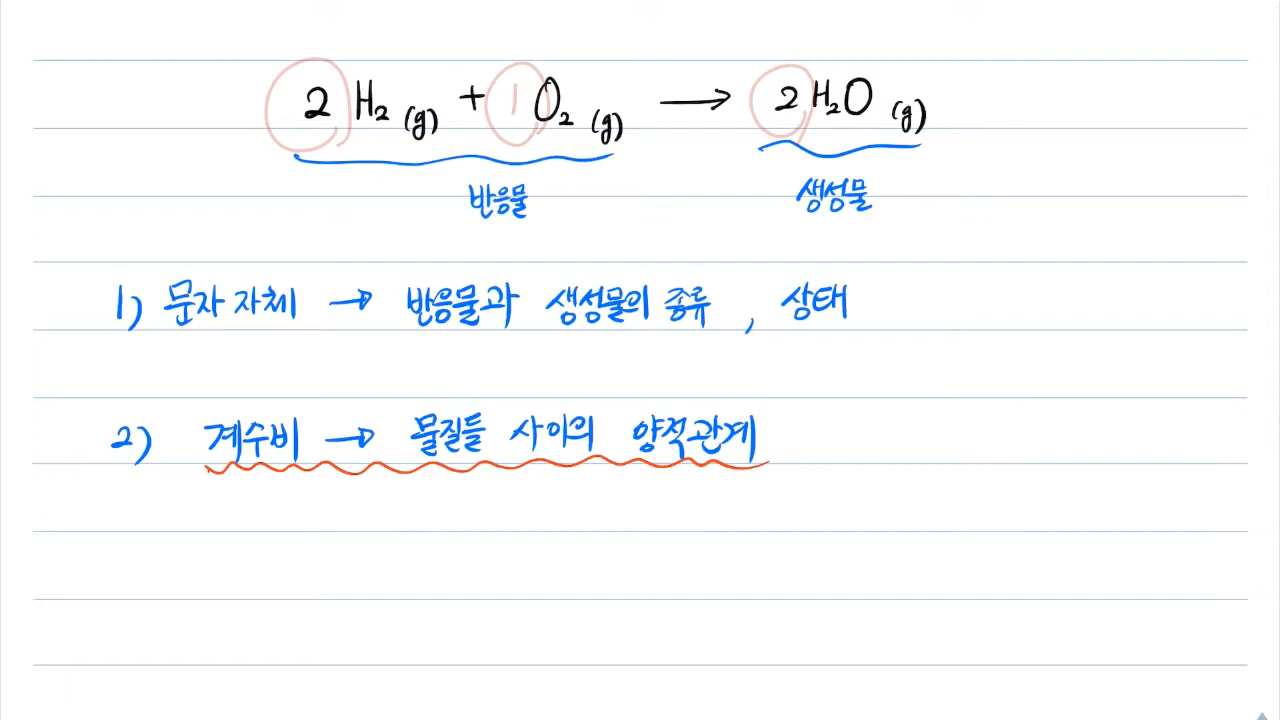 2 H₂ (g) + 1 O₂ (g) → 2 H₂O (g)
반응물 생성물
1) 문자 자체 → 반응물과 생성물의 종류, 상태
2) 계수비 → 물질들 사이의 양적관계